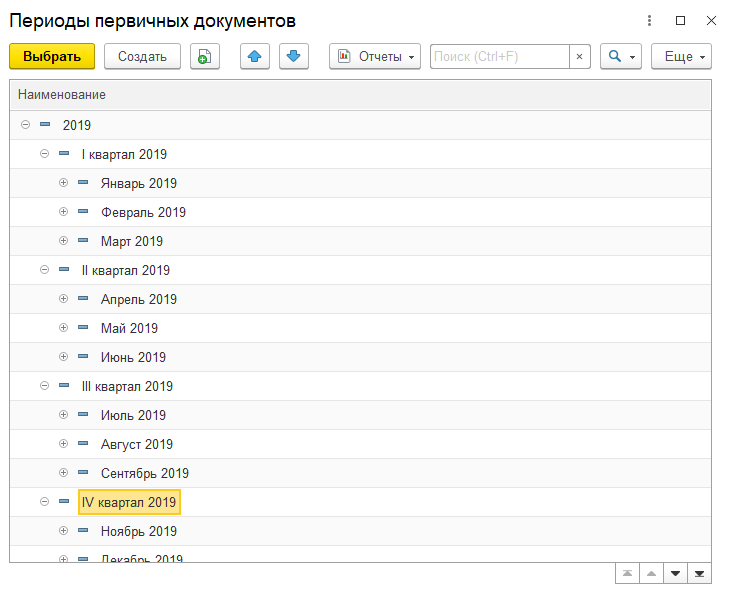 Периоды первичных документов
Выбрать Создать Отчеты Поиск (Ctrl+F) × Еще
Наименование
2019
I квартал 2019
Январь 2019
Февраль 2019
Март 2019
II квартал 2019
Апрель 2019
Май 2019
Июнь 2019
III квартал 2019
Июль 2019
Август 2019
Сентябрь 2019
IV квартал 2019
Ноябрь 2019
Декабрь 2019